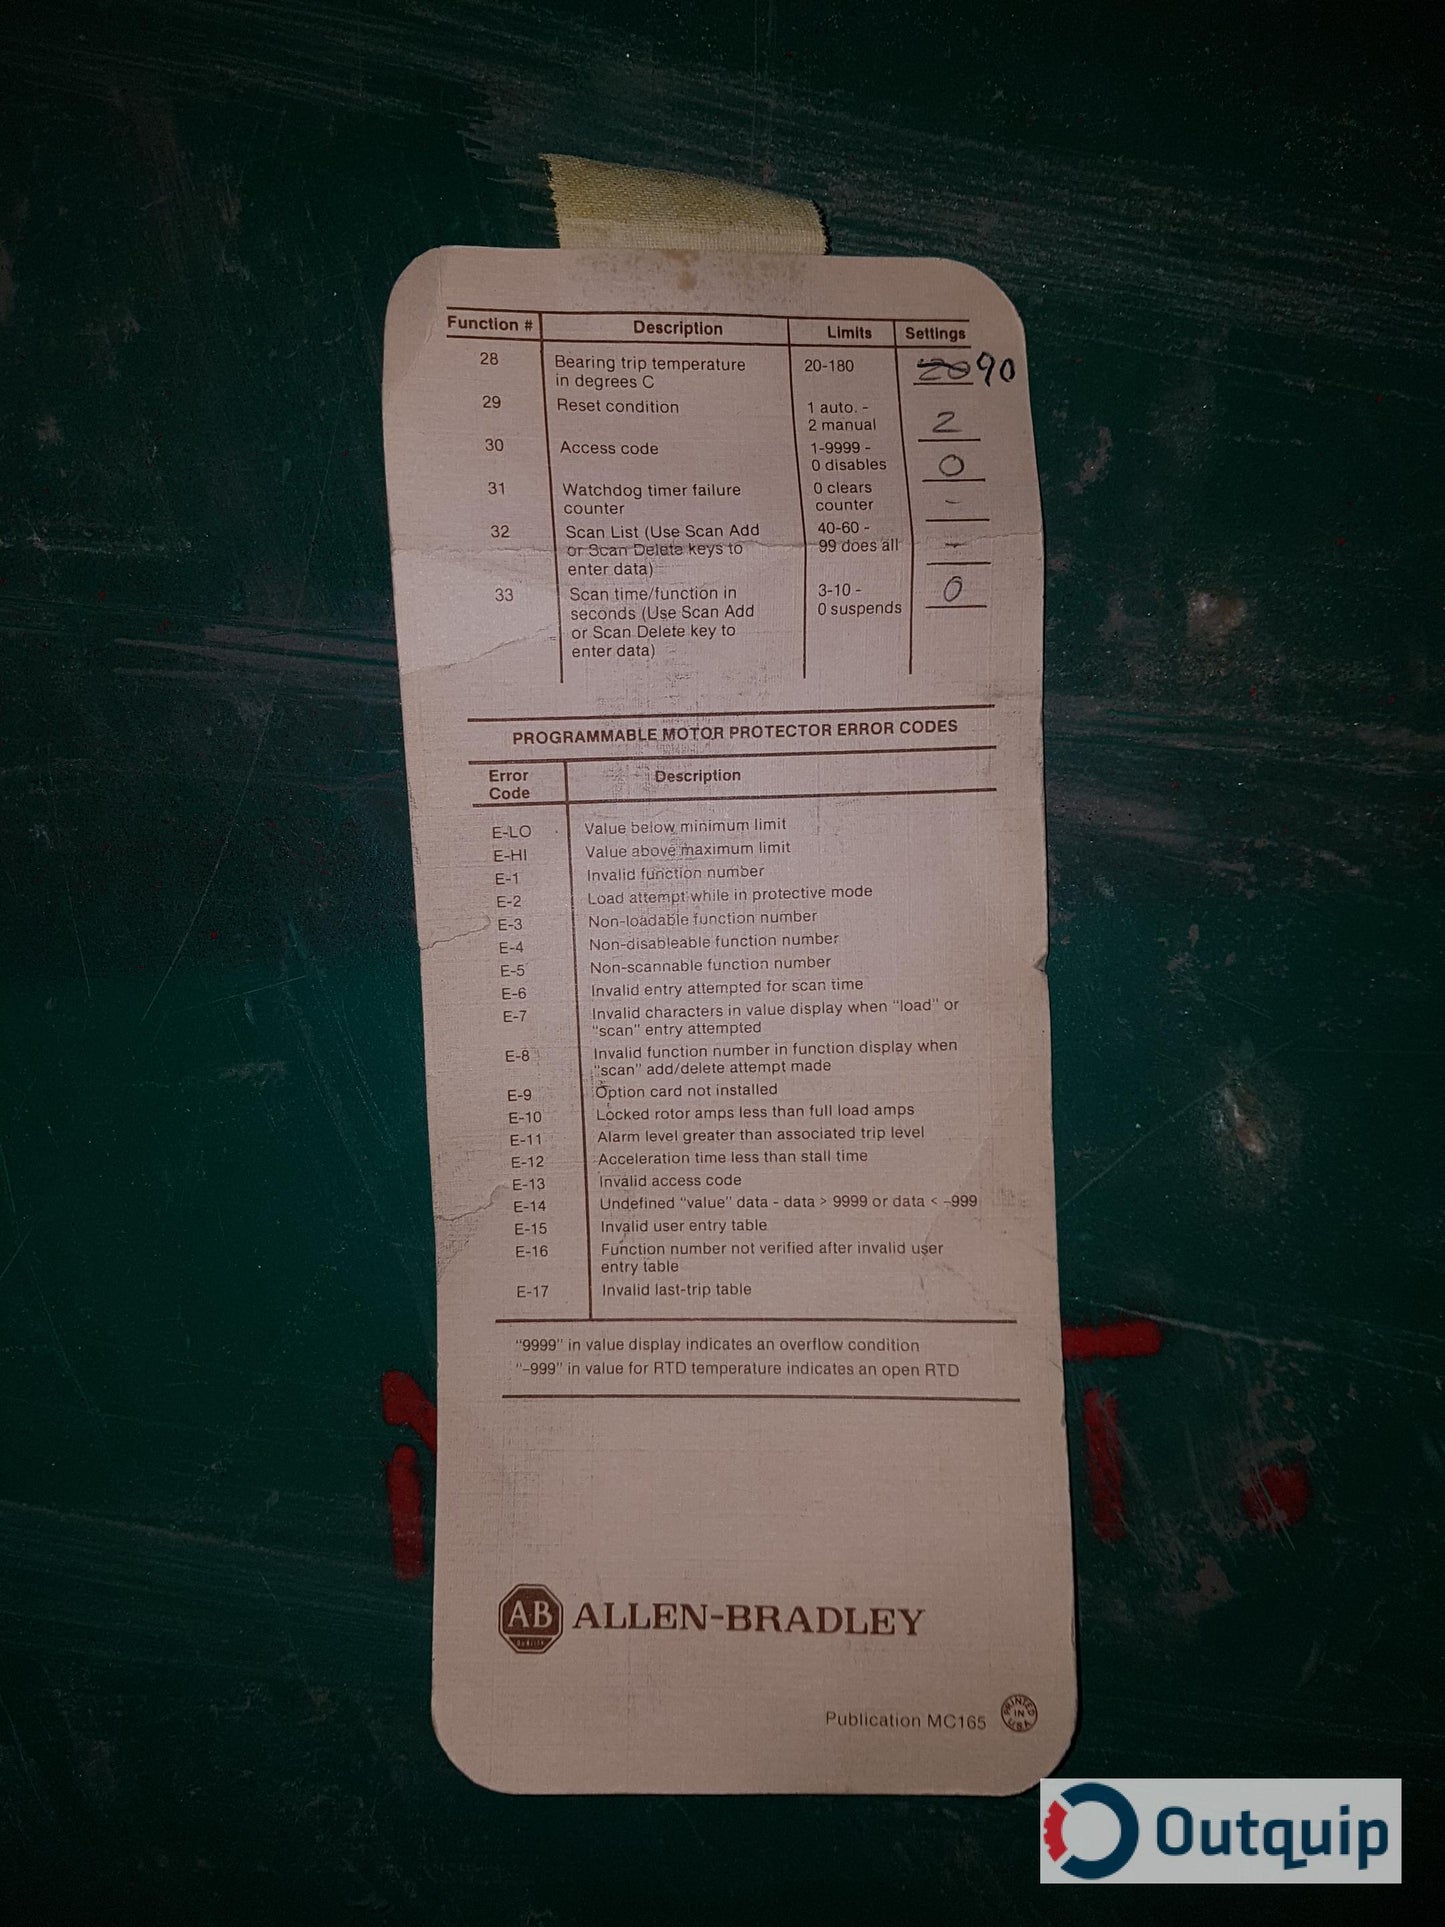 Function # Description Limits Settings
28 Bearing trip temperature 20-180 20 90
in degrees C
29 Reset condition 1 auto. - 2
2 manual
30 Access code 1-9999 - 0
0 disables
31 Watchdog timer failure 0 clears -
counter counter
32 Scan List (Use Scan Add 40-60 -
or Scan Delete keys to 99 does all -
enter data)
33 Scan time/function in 3-10 - 0
seconds (Use Scan Add 0 suspends
or Scan Delete key to
enter data)
PROGRAMMABLE MOTOR PROTECTOR ERROR CODES
Error Description
Code
E-LO Value below minimum limit
E-HI Value above maximum limit
E-1 Invalid function number
E-2 Load attempt while in protective mode
E-3 Non-loadable function number
E-4 Non-disableable function number
E-5 Non-scannable function number
E-6 Invalid entry attempted for scan time
E-7 Invalid characters in value display when "load" or
"scan" entry attempted
E-8 Invalid function number in function display when
"scan" add/delete attempt made
E-9 Option card not installed
E-10 Locked rotor amps less than full load amps
E-11 Alarm level greater than associated trip level
E-12 Acceleration time less than stall time
E-13 Invalid access code
E-14 Undefined "value" data - data > 9999 or data < -999
E-15 Invalid user entry table
E-16 Function number not verified after invalid user
entry table
E-17 Invalid last-trip table
"9999" in value display indicates an overflow condition
"-999" in value for RTD temperature indicates an open RTD
AB ALLEN-BRADLEY
Publication MC165
PRINTED IN USA
Outquip